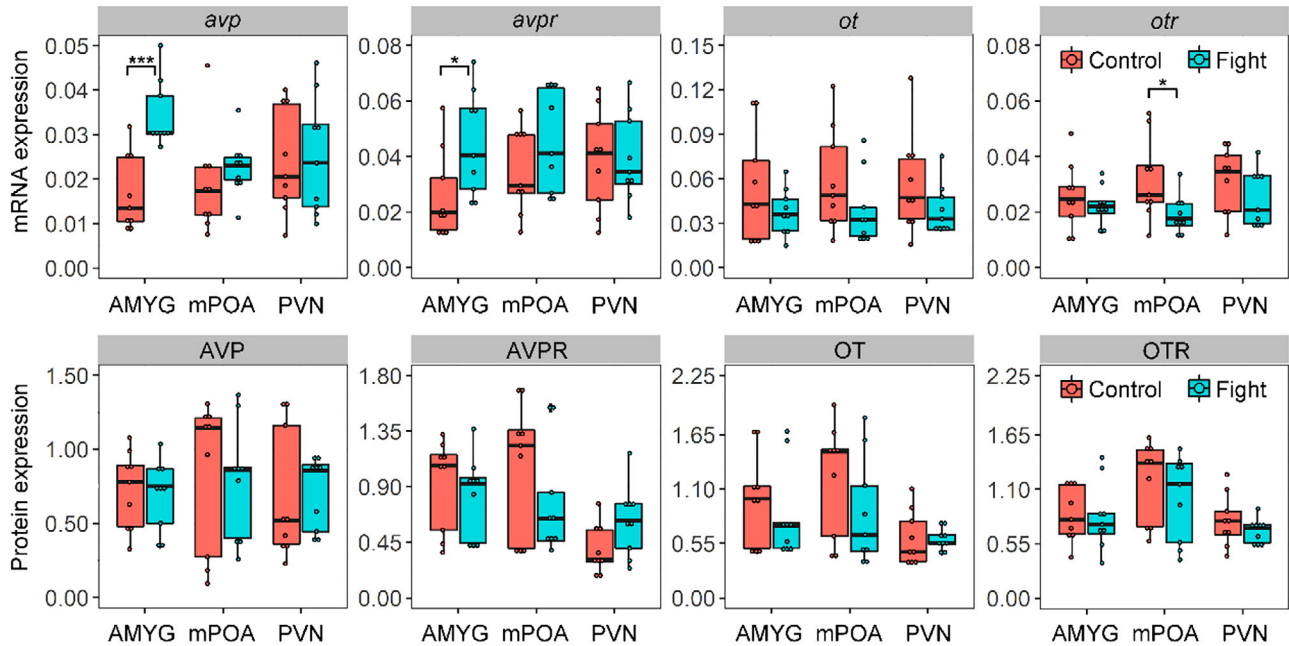 avp avpr ot otr
mRNA expression
0.05 0.08 0.15 0.08
*** * Control Fight
0.04 0.06 0.12 0.06 *
0.03 0.04 0.09 0.04
0.02 0.06
0.01 0.02 0.03 0.02
0.00 0.00 0.00 0.00
AMYG mPOA PVN AMYG mPOA PVN AMYG mPOA PVN AMYG mPOA PVN
AVP AVPR OT OTR
Protein expression
1.50 1.80 2.25 2.25
Control Fight
1.35 1.65 1.65
1.00 0.90 1.10 1.10
0.50 0.45 0.55 0.55
0.00 0.00 0.00 0.00
AMYG mPOA PVN AMYG mPOA PVN AMYG mPOA PVN AMYG mPOA PVN